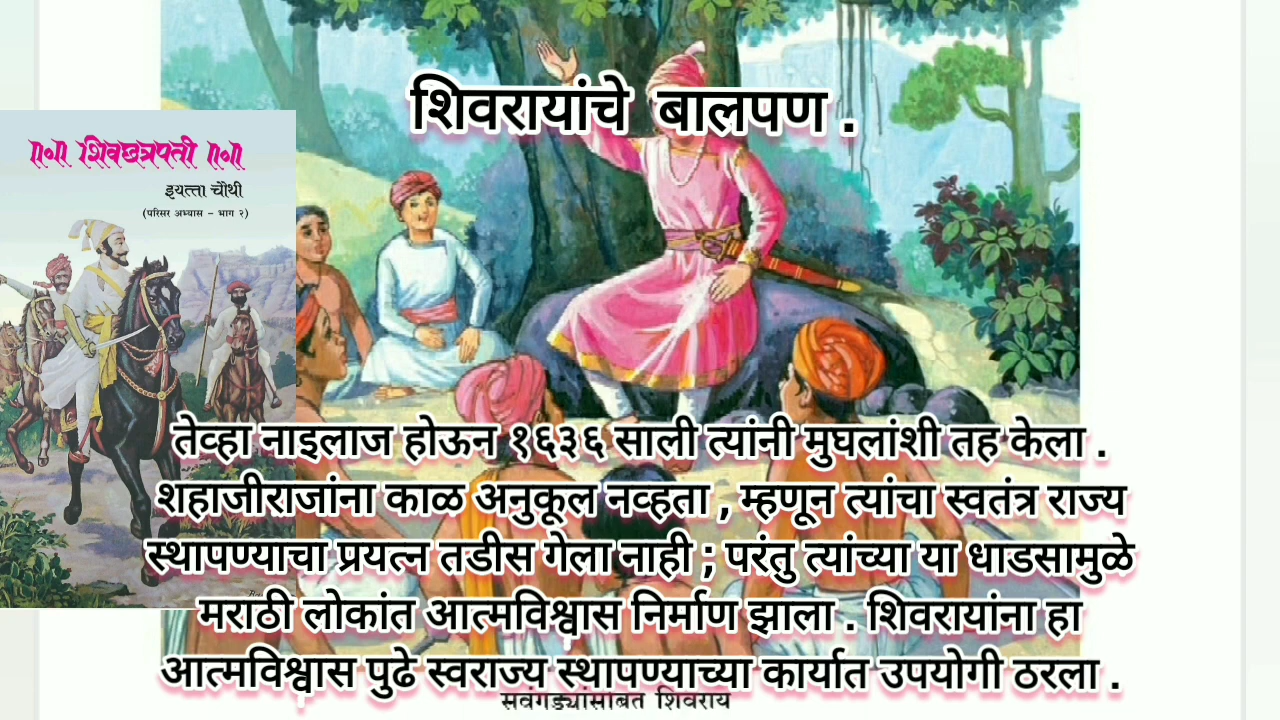 शिवरायांचे बालपण .
॥०॥ शिवछत्रपती ॥०॥
इयत्ता चौथी
(परिसर अभ्यास - भाग २)
तेव्हा नाइलाज होऊन १६३६ साली त्यांनी मुघलांशी तह केला .
शहाजीराजांना काळ अनुकूल नव्हता , म्हणून त्यांचा स्वतंत्र राज्य
स्थापण्याचा प्रयत्न तडीस गेला नाही ; परंतु त्यांच्या या धाडसामुळे
मराठी लोकांत आत्मविश्वास निर्माण झाला . शिवरायांना हा
आत्मविश्वास पुढे स्वराज्य स्थापण्याच्या कार्यात उपयोगी ठरला .
सवंगड्यांसोबत शिवराय